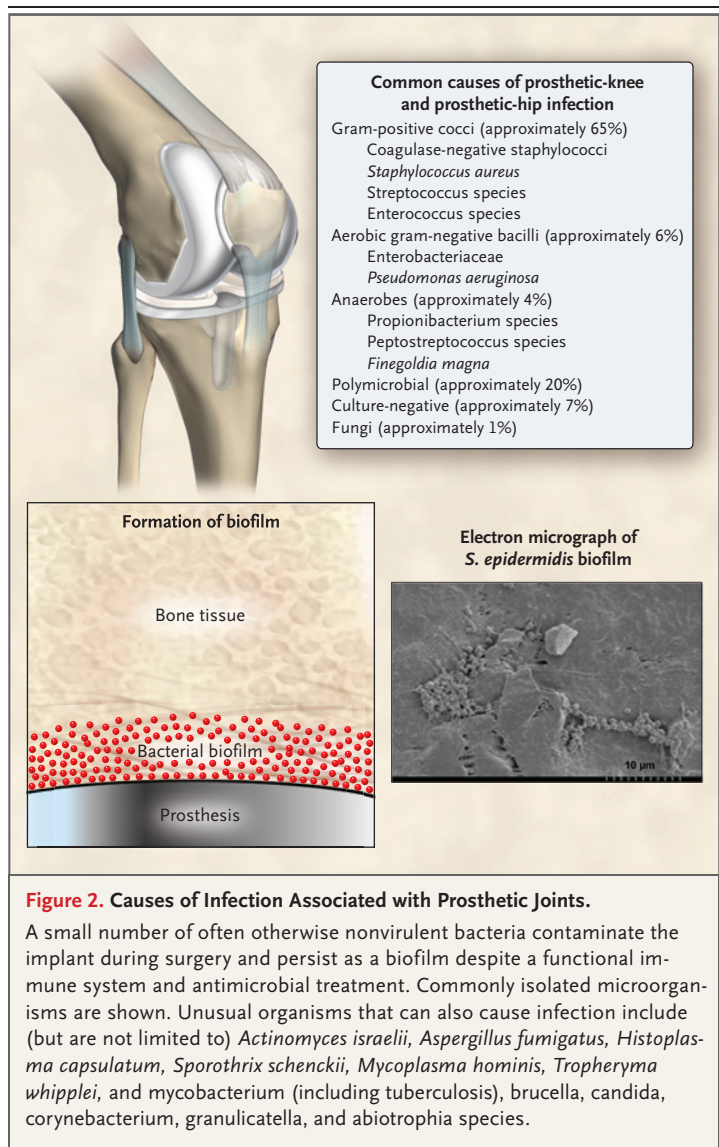 Common causes of prosthetic-knee
and prosthetic-hip infection
Gram-positive cocci (approximately 65%)
Coagulase-negative staphylococci
Staphylococcus aureus
Streptococcus species
Enterococcus species
Aerobic gram-negative bacilli (approximately 6%)
Enterobacteriaceae
Pseudomonas aeruginosa
Anaerobes (approximately 4%)
Propionibacterium species
Peptostreptococcus species
Finegoldia magna
Polymicrobial (approximately 20%)
Culture-negative (approximately 7%)
Fungi (approximately 1%)
Formation of biofilm
Bone tissue
Bacterial biofilm
Prosthesis
Electron micrograph of
S. epidermidis biofilm
10 µm
Figure 2. Causes of Infection Associated with Prosthetic Joints.
A small number of often otherwise nonvirulent bacteria contaminate the
implant during surgery and persist as a biofilm despite a functional im-
mune system and antimicrobial treatment. Commonly isolated microorgan-
isms are shown. Unusual organisms that can also cause infection include
(but are not limited to) Actinomyces israelii, Aspergillus fumigatus, Histoplas-
ma capsulatum, Sporothrix schenckii, Mycoplasma hominis, Tropheryma
whipplei, and mycobacterium (including tuberculosis), brucella, candida,
corynebacterium, granulicatella, and abiotrophia species.